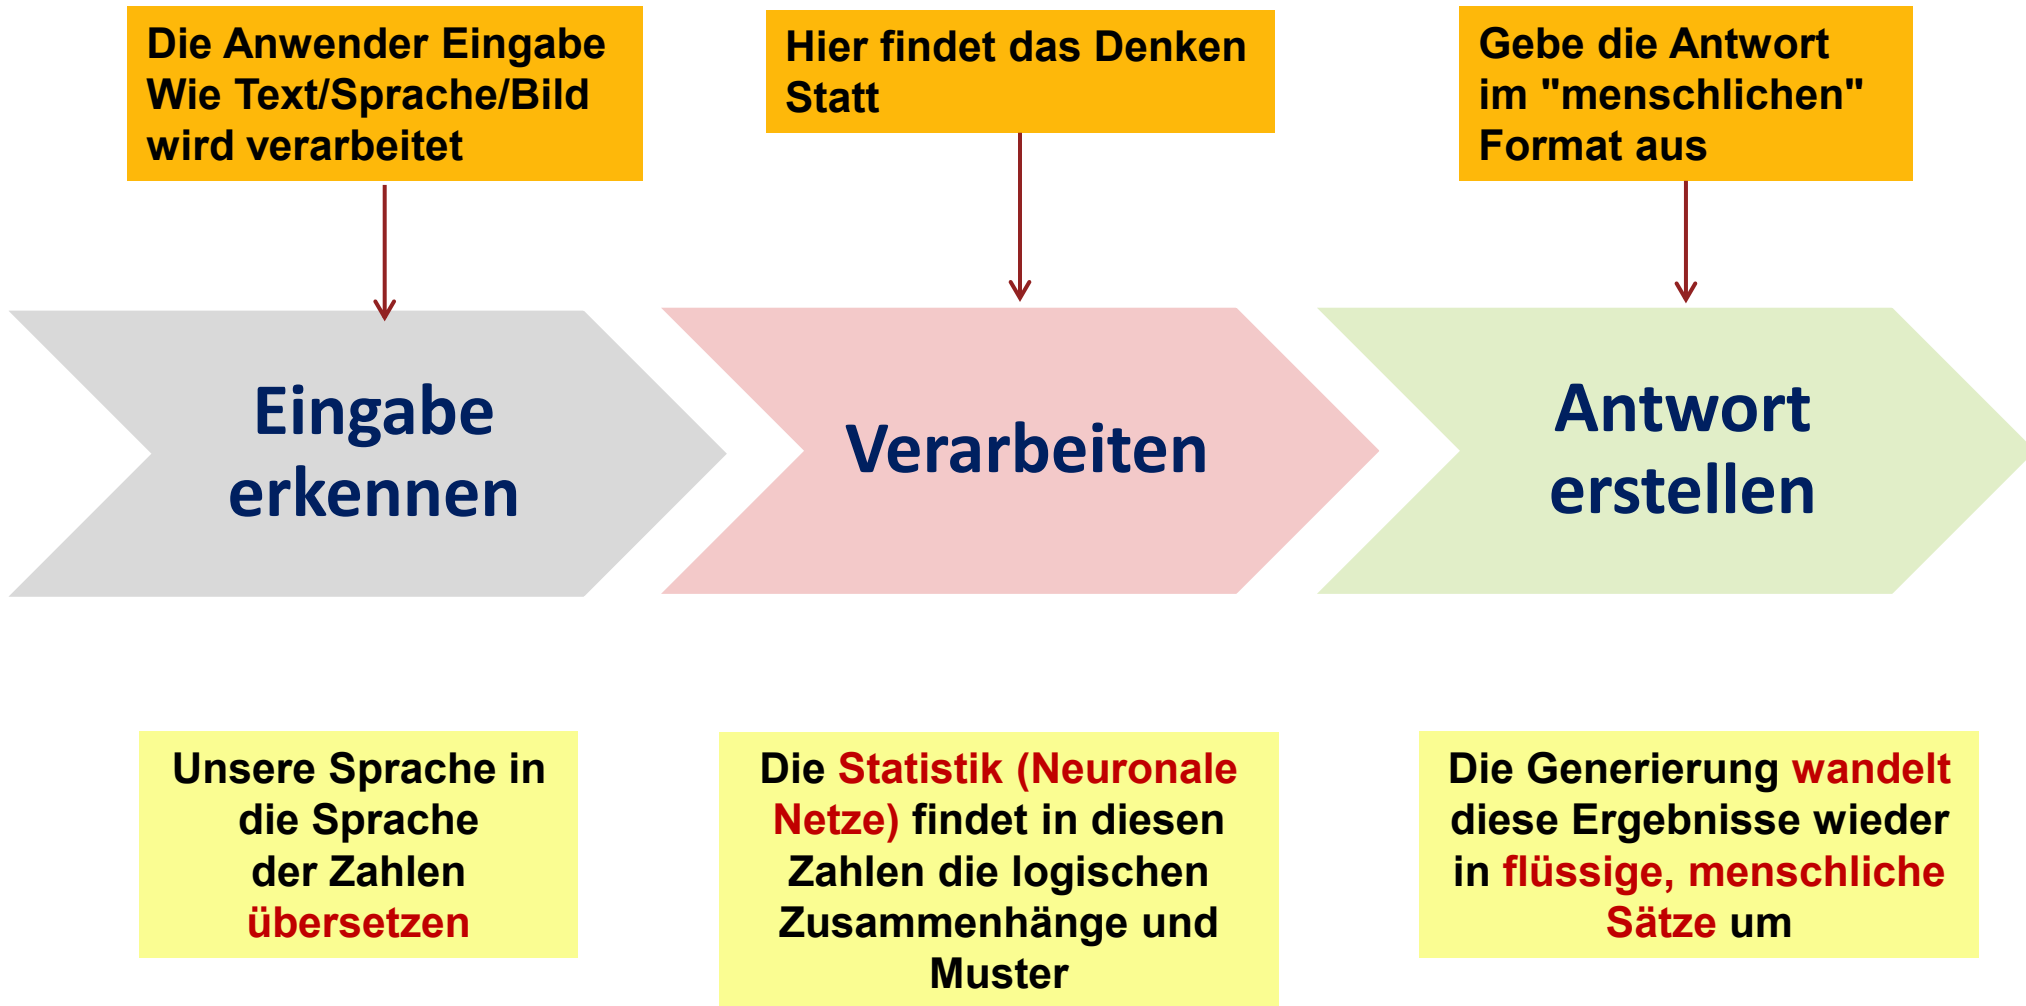 Die Anwender Eingabe
Wie Text/Sprache/Bild
wird verarbeitet
Hier findet das Denken
Statt
Gebe die Antwort
im "menschlichen"
Format aus
Eingabe
erkennen
Verarbeiten
Antwort
erstellen
Unsere Sprache in
die Sprache
der Zahlen
übersetzen
Die Statistik (Neuronale
Netze) findet in diesen
Zahlen die logischen
Zusammenhänge und
Muster
Die Generierung wandelt
diese Ergebnisse wieder
in flüssige, menschliche
Sätze um